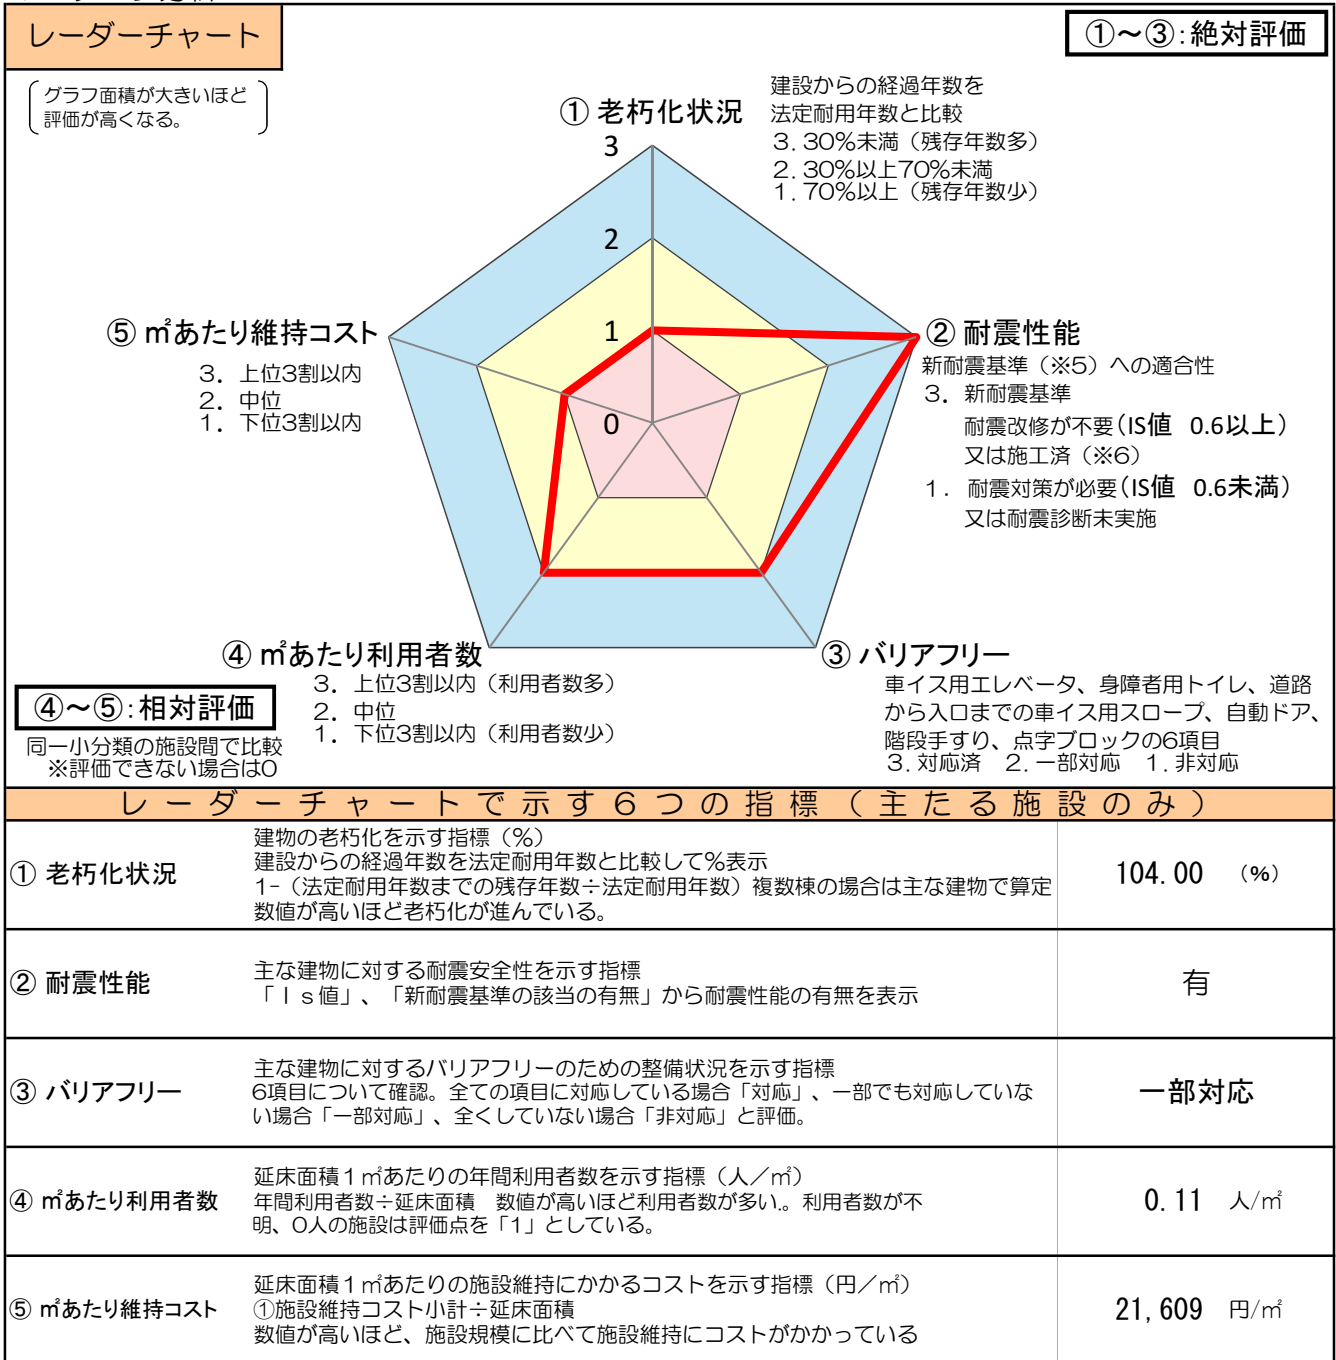 レーダーチャート
①～③:絶対評価
グラフ面積が大きいほど
評価が高くなる。
① 老朽化状況
建設からの経過年数を
法定耐用年数と比較
3. 30%未満（残存年数多）
2. 30%以上70%未満
1. 70%以上（残存年数少）
3
2
1
0
⑤ ㎡あたり維持コスト
3. 上位3割以内
2. 中位
1. 下位3割以内
② 耐震性能
新耐震基準（※5）への適合性
3. 新耐震基準
耐震改修が不要(IS値 0.6以上)
又は施工済（※6）
1. 耐震対策が必要(IS値 0.6未満)
又は耐震診断未実施
④ ㎡あたり利用者数
3. 上位3割以内（利用者数多）
2. 中位
1. 下位3割以内（利用者数少）
③ バリアフリー
車イス用エレベータ、身障者用トイレ、道路
から入口までの車イス用スロープ、自動ドア、
階段手すり、点字ブロックの6項目
3. 対応済 2. 一部対応 1. 非対応
④～⑤:相対評価
同一小分類の施設間で比較
※評価できない場合は0
レーダーチャートで示す６つの指標（主たる施設のみ）
① 老朽化状況
建物の老朽化を示す指標（%）
建設からの経過年数を法定耐用年数と比較して%表示
1-（法定耐用年数までの残存年数÷法定耐用年数）複数棟の場合は主な建物で算定
数値が高いほど老朽化が進んでいる。
104.00 （%）
② 耐震性能
主な建物に対する耐震安全性を示す指標
「Ｉｓ値」、「新耐震基準の該当の有無」から耐震性能の有無を表示
有
③ バリアフリー
主な建物に対するバリアフリーのための整備状況を示す指標
6項目について確認。全ての項目に対応している場合「対応」、一部でも対応していな
い場合「一部対応」、全くしていない場合「非対応」と評価。
一部対応
④ ㎡あたり利用者数
延床面積１㎡あたりの年間利用者数を示す指標（人／㎡）
年間利用者数÷延床面積 数値が高いほど利用者数が多い。利用者数が不
明、0人の施設は評価点を「1」としている。
0.11 人/㎡
⑤ ㎡あたり維持コスト
延床面積１㎡あたりの施設維持にかかるコストを示す指標（円／㎡）
①施設維持コスト小計÷延床面積
数値が高いほど、施設規模に比べて施設維持にコストがかかっている
21,609 円/㎡